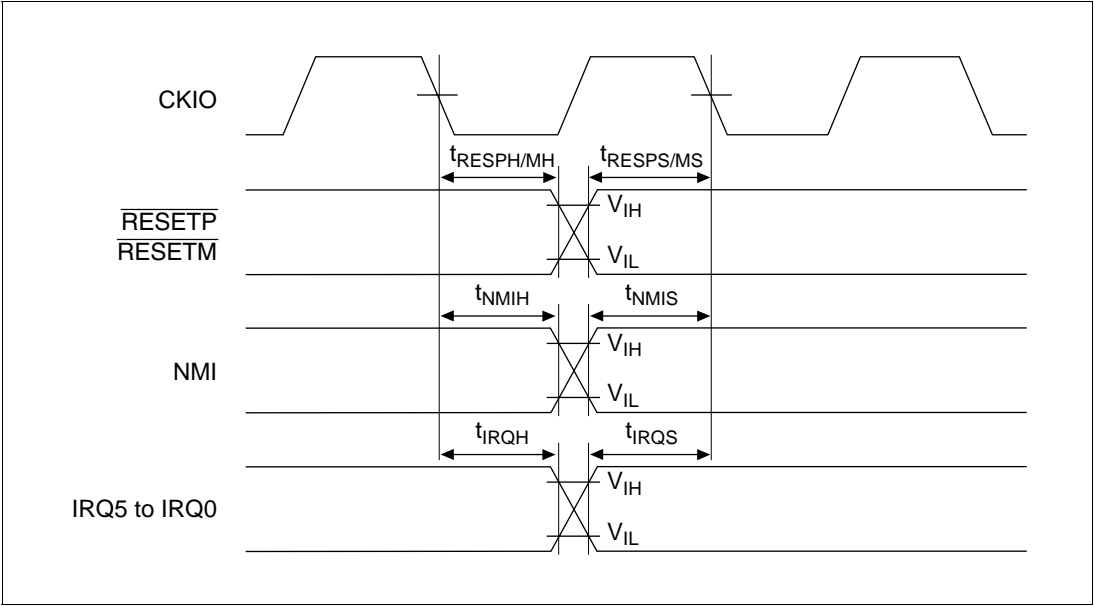 CKIO
tRESPH/MH tRESPS/MS
RESETP
RESETM
VIH
VIL
tNMIH tNMIS
NMI
VIH
VIL
tIRQH tIRQS
IRQ5 to IRQ0
VIH
VIL